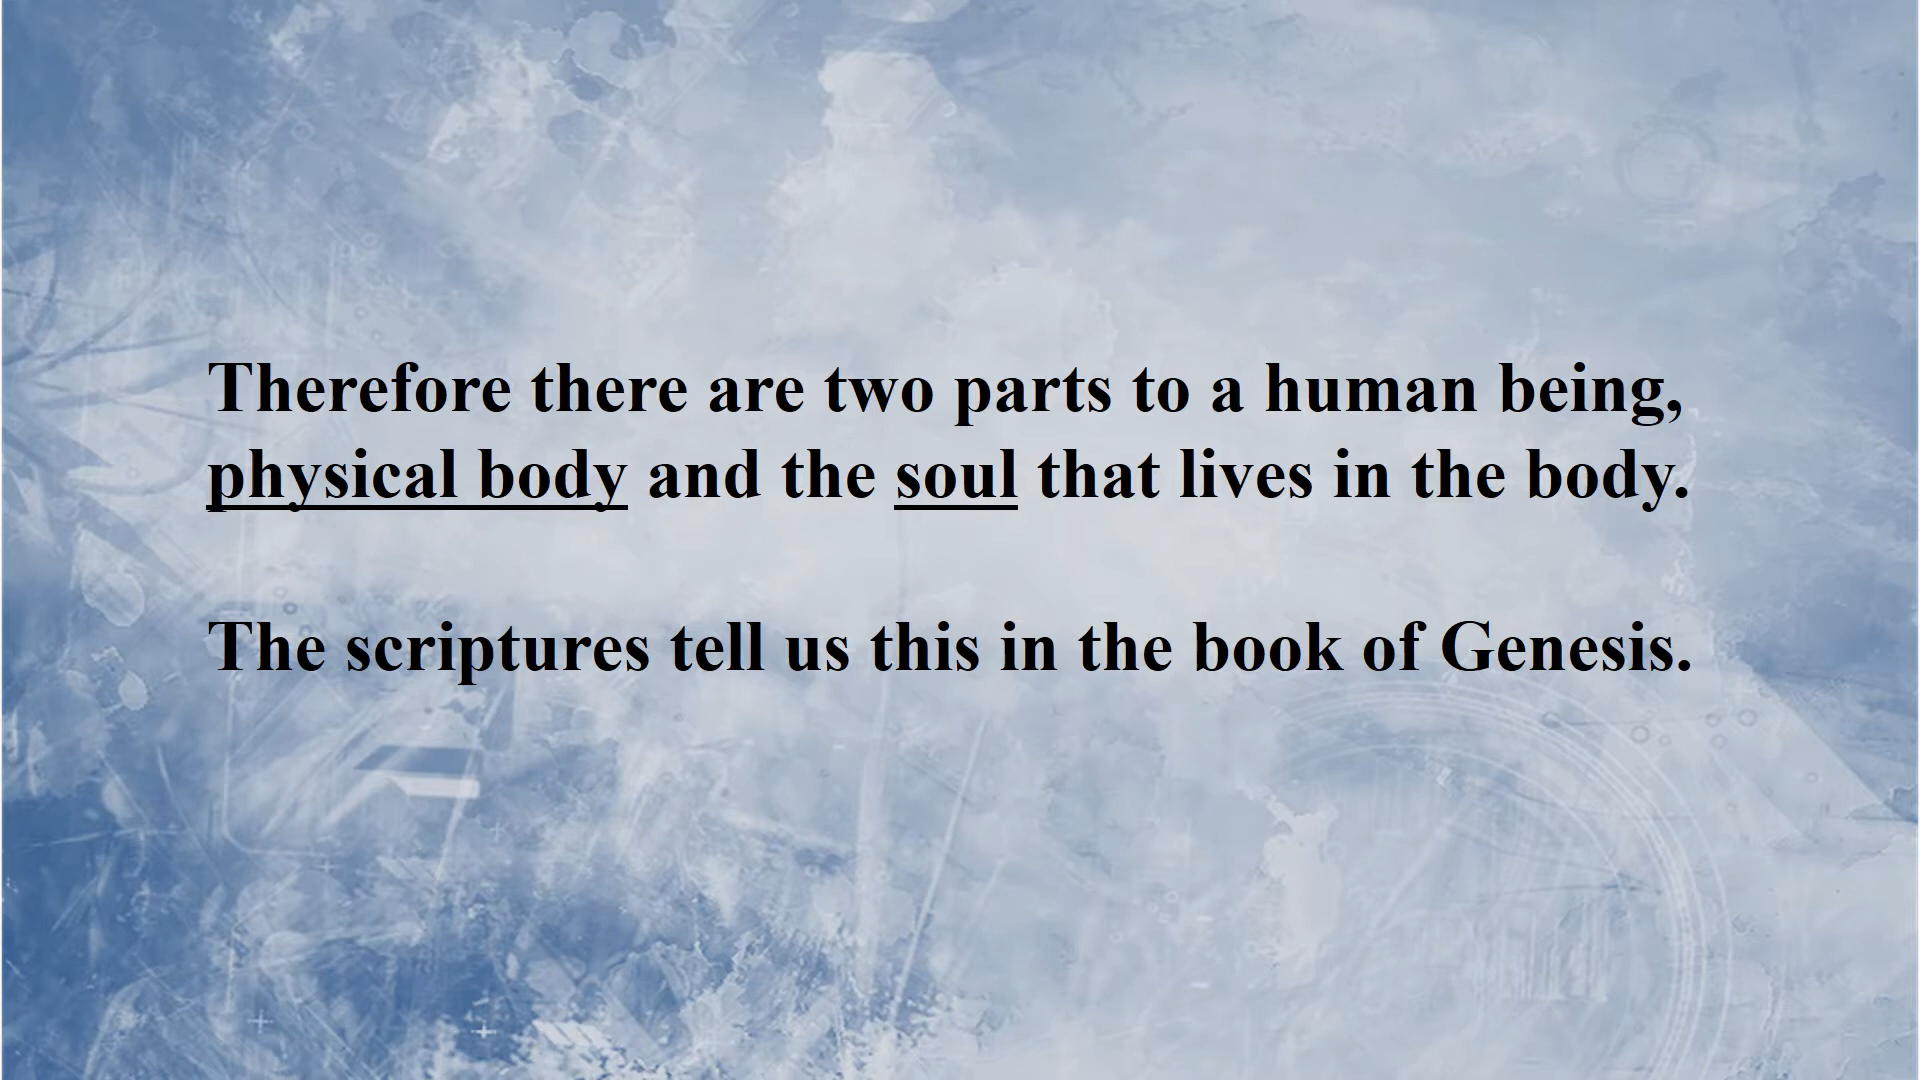 Therefore there are two parts to a human being,
physical body and the soul that lives in the body.
The scriptures tell us this in the book of Genesis.